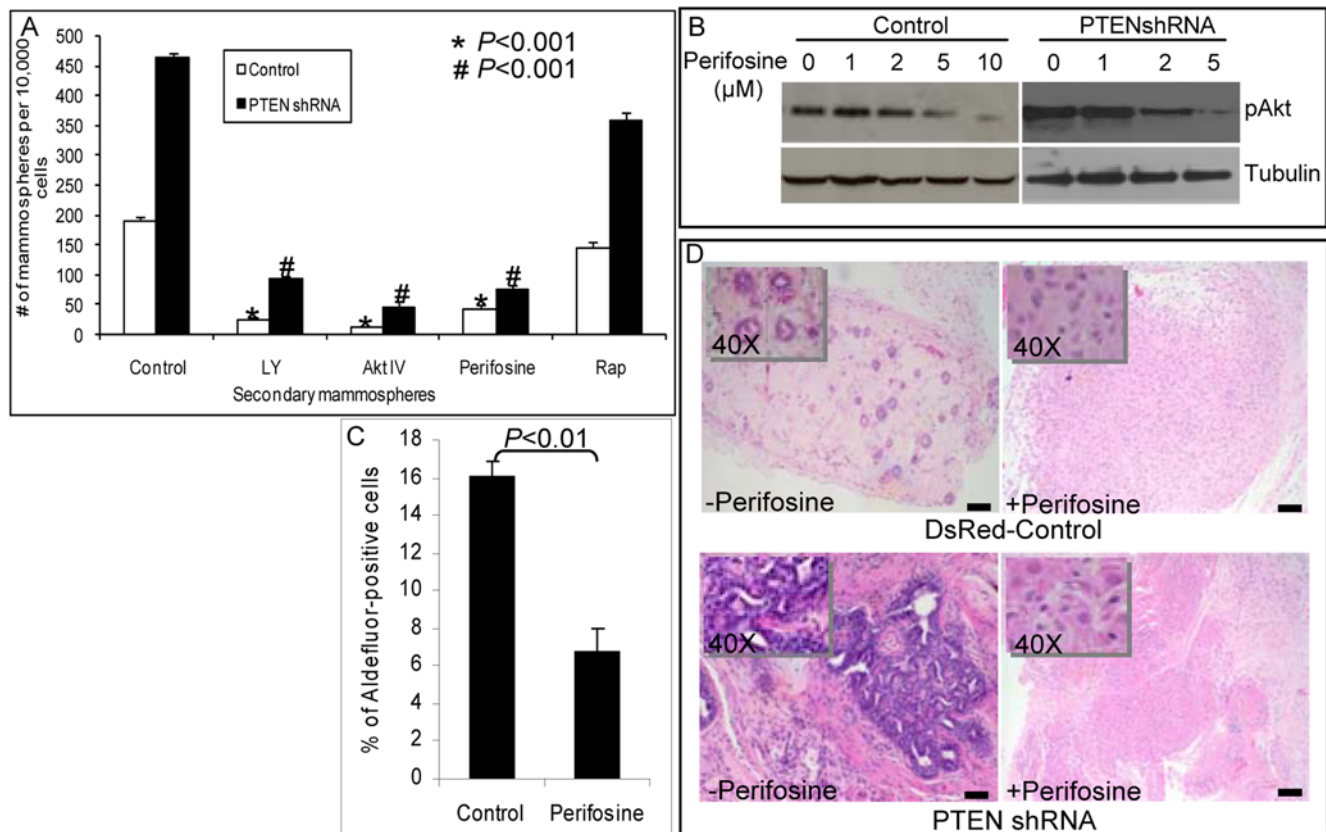 A
500
450
400
350
300
250
200
150
100
50
0
# of mammospheres per 10,000
cells
Control
PTEN shRNA
* P<0.001
# P<0.001
* # * # * #
Control LY Akt IV Perifosine Rap
Secondary mammospheres
B
Control PTENshRNA
Perifosine 0 1 2 5 10 0 1 2 5
(µM)
pAkt
Tubulin
C
18
16
14
12
10
8
6
4
2
0
% of Aldefluor-positive cells
P<0.01
Control Perifosine
D
40X 40X
-Perifosine +Perifosine
DsRed-Control
40X 40X
-Perifosine +Perifosine
PTEN shRNA